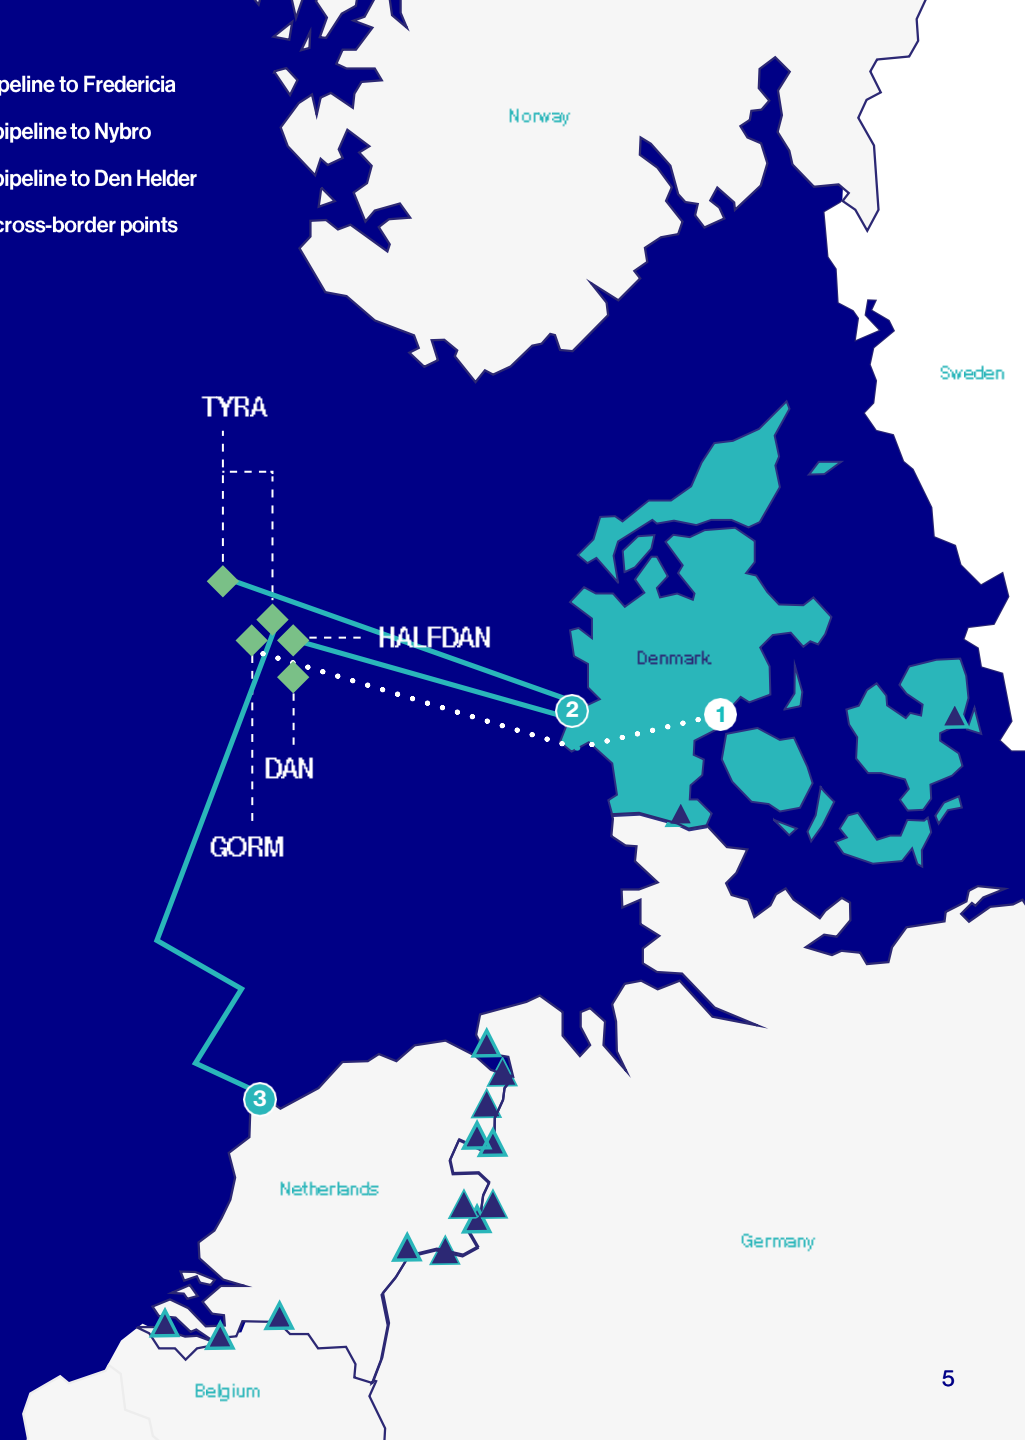 peline to Fredericia
pipeline to Nybro
pipeline to Den Helder
cross-border points
Norway
Sweden
TYRA
HALFDAN
Denmark
2
1
DAN
GORM
3
Netherlands
Germany
Belgium
5